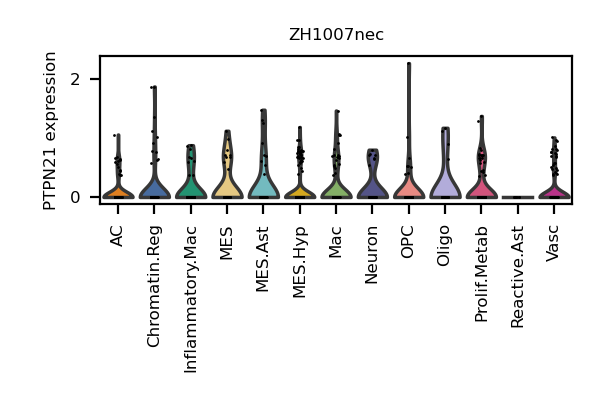 ZH1007nec
PTPN21 expression
2
0
AC
Chromatin.Reg
Inflammatory.Mac
MES
MES.Ast
MES.Hyp
Mac
Neuron
OPC
Oligo
Prolif.Metab
Reactive.Ast
Vasc